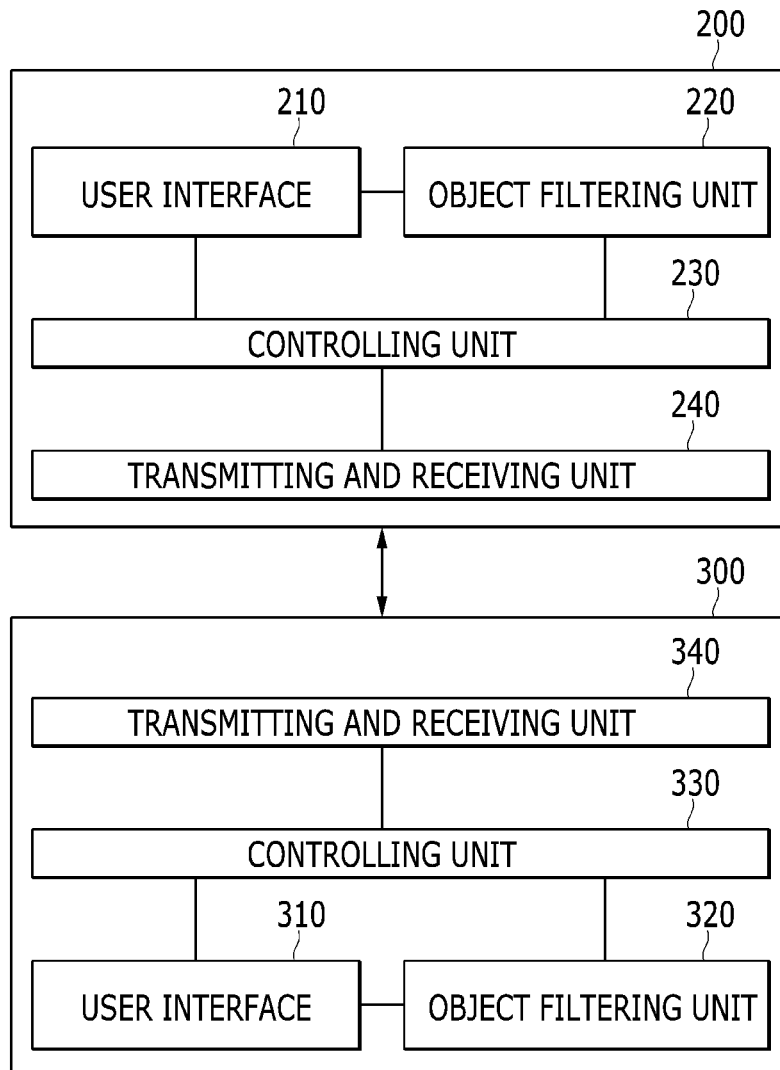 200
210
220
USER INTERFACE
OBJECT FILTERING UNIT
230
CONTROLLING UNIT
240
TRANSMITTING AND RECEIVING UNIT
300
340
TRANSMITTING AND RECEIVING UNIT
330
CONTROLLING UNIT
310
320
USER INTERFACE
OBJECT FILTERING UNIT